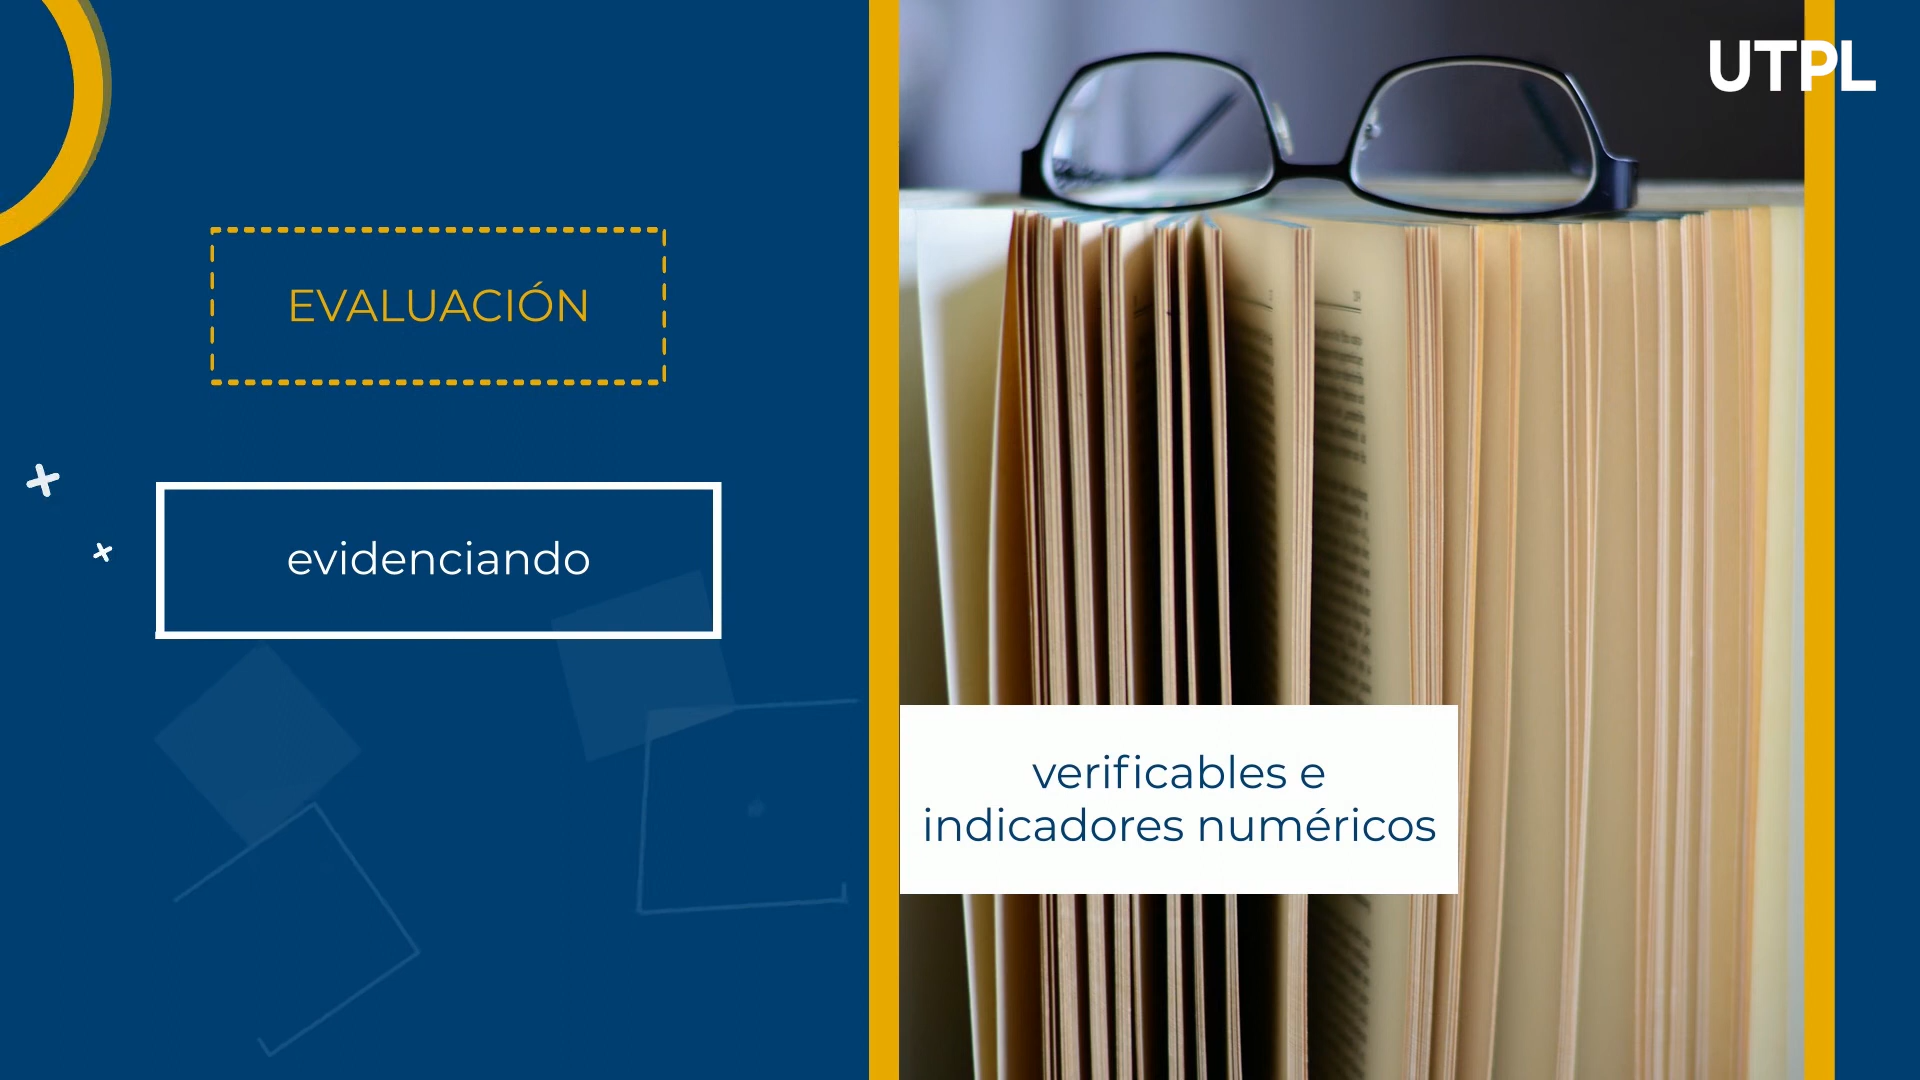 UTPL
EVALUACIÓN
evidenciando
verificables e
indicadores numéricos